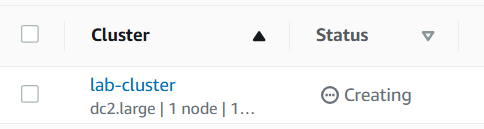 Cluster Status
lab-cluster
Creating
dc2.large | 1 node | 1…